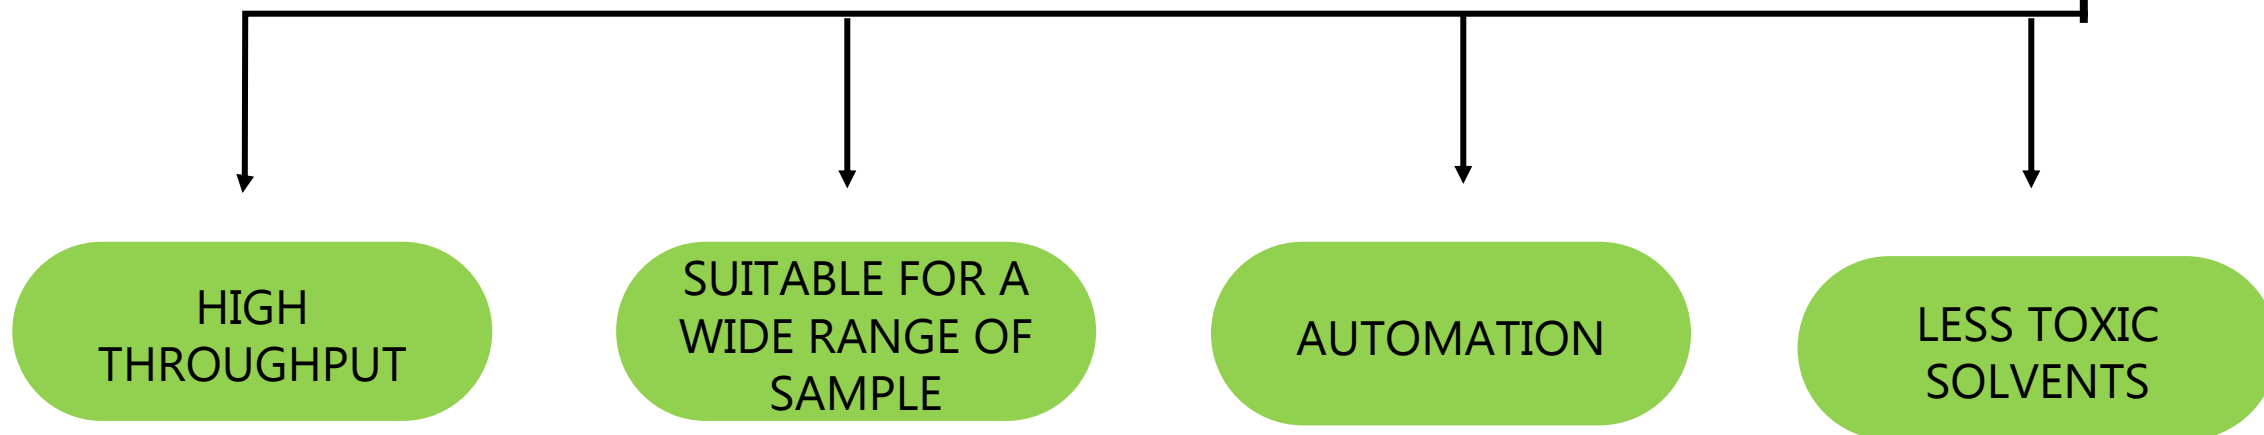 HIGH
THROUGHPUT
SUITABLE FOR A
WIDE RANGE OF
SAMPLE
AUTOMATION
LESS TOXIC
SOLVENTS